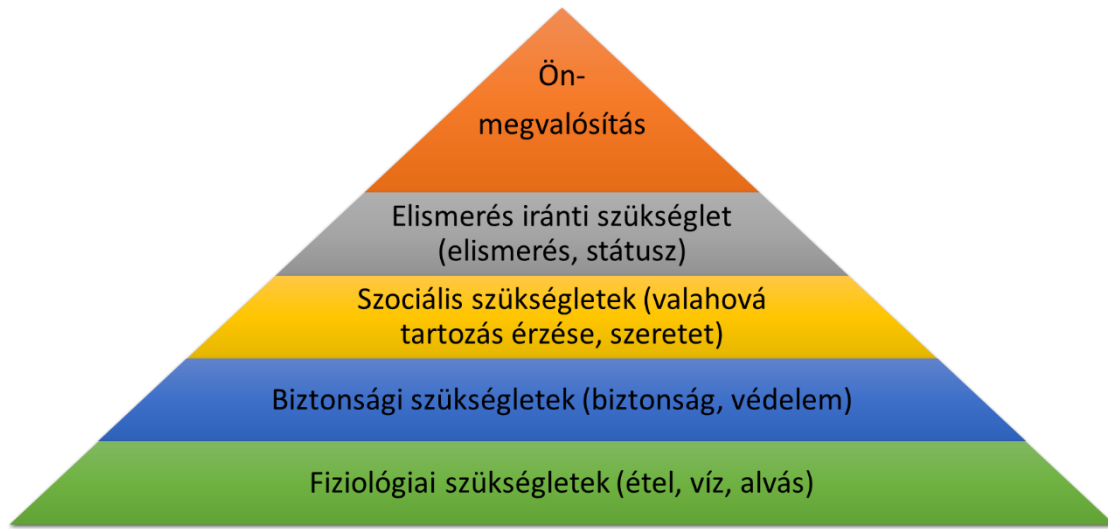 Ön-
megvalósítás
Elismerés iránti szükséglet
(elismerés, státusz)
Szociális szükségletek (valahová
tartozás érzése, szeretet)
Biztonsági szükségletek (biztonság, védelem)
Fiziológiai szükségletek (étel, víz, alvás)